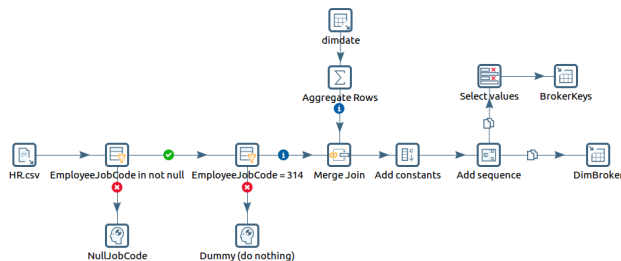 dimdate
Aggregate Rows
Select values
BrokerKeys
HR.csv
EmployeeJobCode in not null
EmployeeJobCode = 314
Merge Join
Add constants
Add sequence
DimBroker
NullJobCode
Dummy (do nothing)